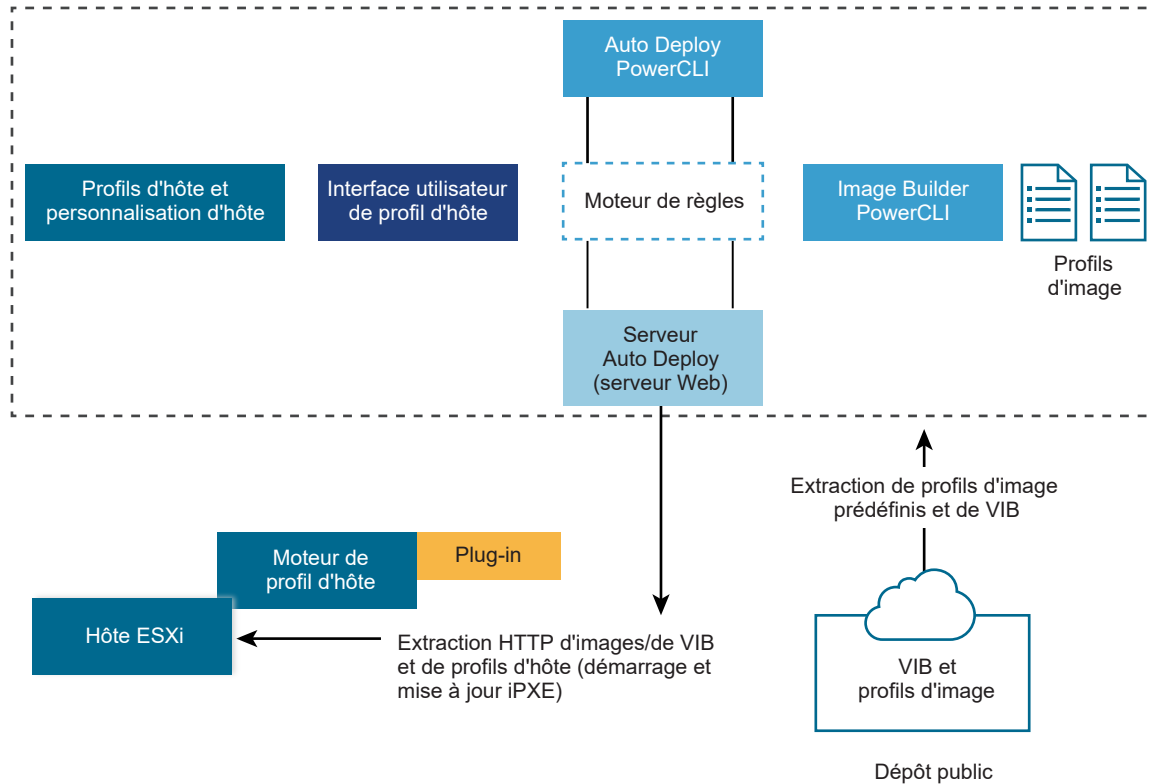 Auto Deploy
PowerCLI
Profils d'hôte et
personnalisation d'hôte
Interface utilisateur
de profil d'hôte
Moteur de règles
Image Builder
PowerCLI
Profils
d'image
Serveur
Auto Deploy
(serveur Web)
Extraction de profils d'image
prédéfinis et de VIB
Moteur de
profil d'hôte
Plug-in
Hôte ESXi
Extraction HTTP d'images/de VIB
et de profils d'hôte (démarrage et
mise à jour iPXE)
VIB et
profils d'image
Dépôt public